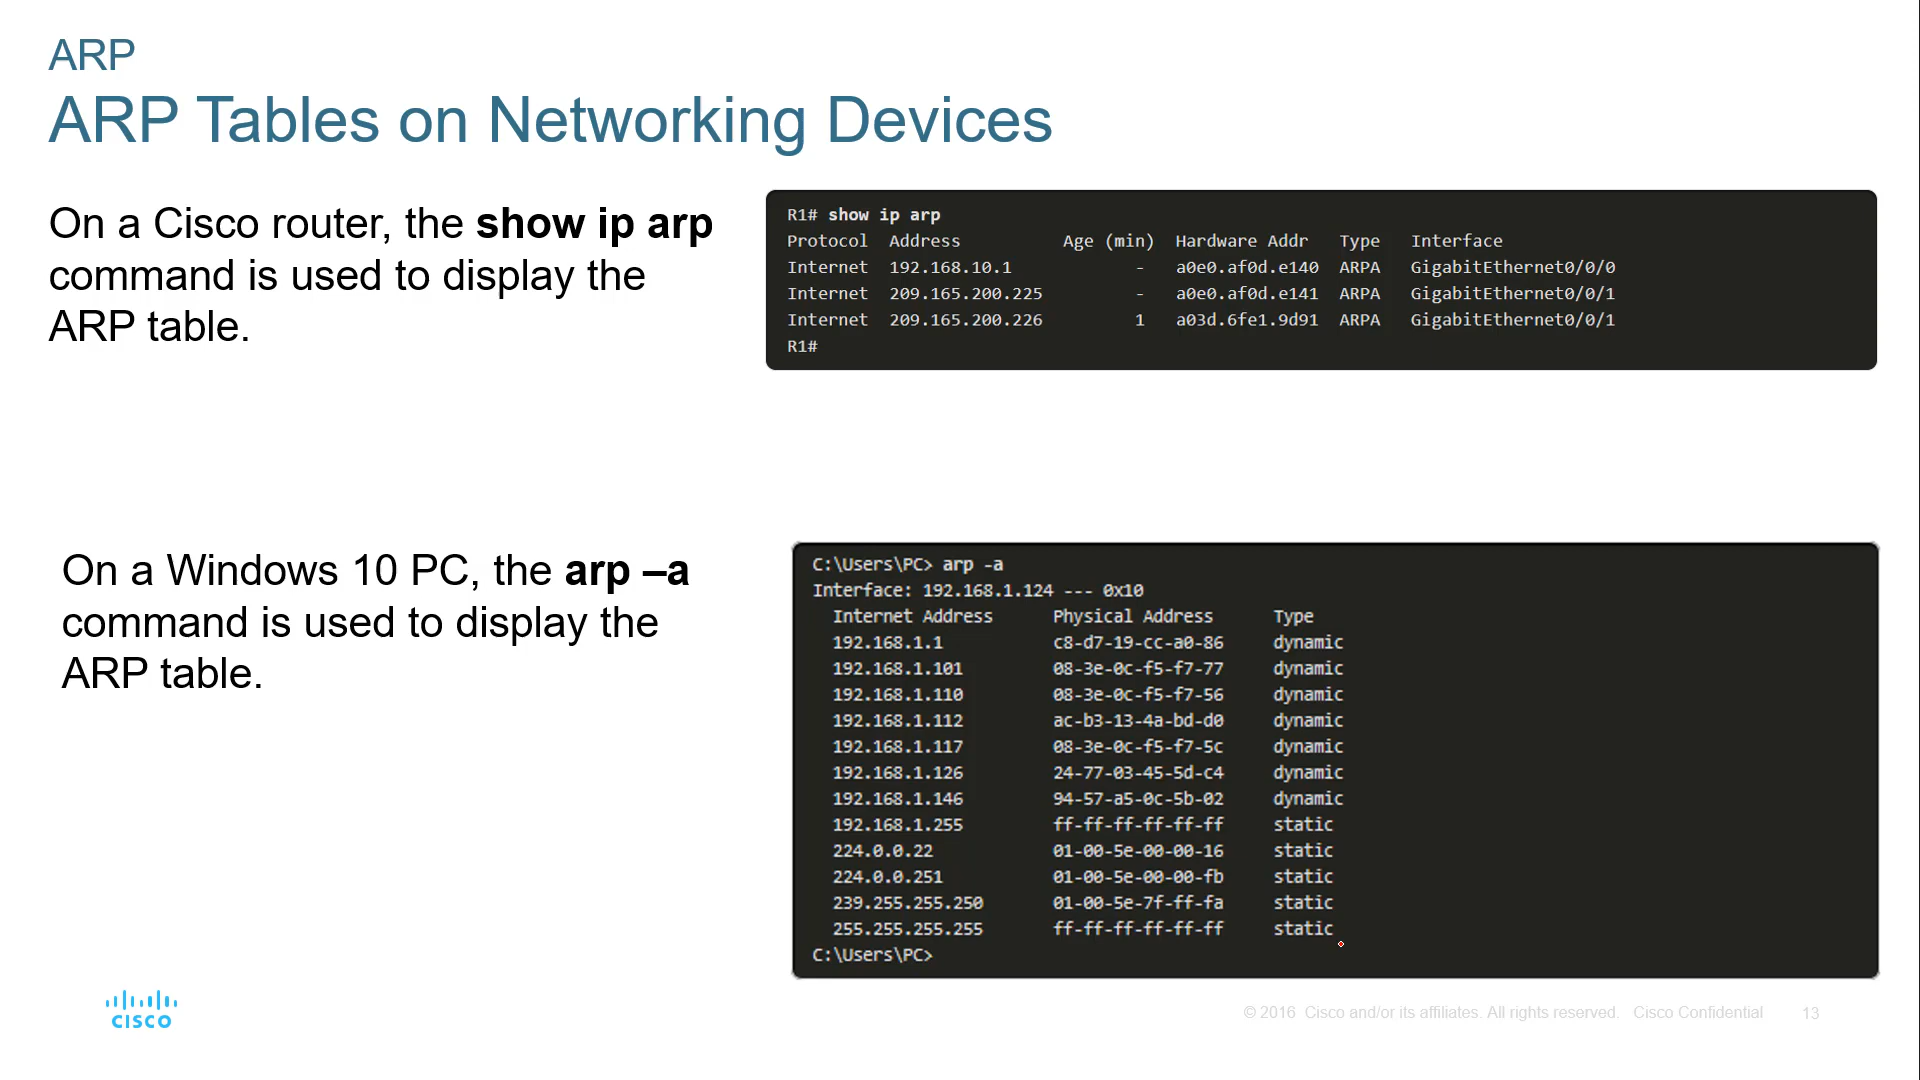 ARP
ARP Tables on Networking Devices
On a Cisco router, the show ip arp
command is used to display the
ARP table.
R1# show ip arp
Protocol  Address          Age (min)  Hardware Addr   Type   Interface
Internet  192.168.10.1            -   a0e0.af0d.e140  ARPA   GigabitEthernet0/0/0
Internet  209.165.200.225         -   a0e0.af0d.e141  ARPA   GigabitEthernet0/0/1
Internet  209.165.200.226         1   a03d.6fe1.9d91  ARPA   GigabitEthernet0/0/1
R1#
On a Windows 10 PC, the arp –a
command is used to display the
ARP table.
C:\Users\PC> arp -a
Interface: 192.168.1.124 --- 0x10
  Internet Address      Physical Address      Type
  192.168.1.1           c8-d7-19-cc-a0-86     dynamic
  192.168.1.101         08-3e-0c-f5-f7-77     dynamic
  192.168.1.110         08-3e-0c-f5-f7-56     dynamic
  192.168.1.112         ac-b3-13-4a-bd-d0     dynamic
  192.168.1.117         08-3e-0c-f5-f7-5c     dynamic
  192.168.1.126         24-77-03-45-5d-c4     dynamic
  192.168.1.146         94-57-a5-0c-5b-02     dynamic
  192.168.1.255         ff-ff-ff-ff-ff-ff     static
  224.0.0.22            01-00-5e-00-00-16     static
  224.0.0.251           01-00-5e-00-00-fb     static
  239.255.255.250       01-00-5e-7f-ff-fa     static
  255.255.255.255       ff-ff-ff-ff-ff-ff     static
C:\Users\PC>
CISCO
© 2016 Cisco and/or its affiliates. All rights reserved. Cisco Confidential 13